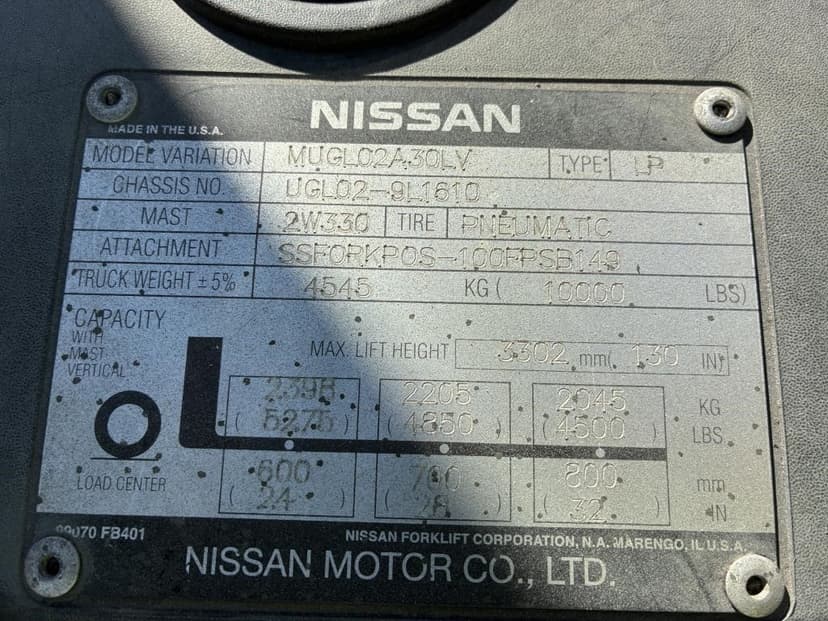 NISSAN
MADE IN THE U.S.A.
MODEL VARIATION MUGL02A30LV TYPE LP
CHASSIS NO. UGL02-9L1610
MAST 2W330 TIRE PNEUMATIC
ATTACHMENT SSFORKPOS-100FPSB149
TRUCK WEIGHT ± 5% 4545 KG ( 10000 LBS)
CAPACITY
WITH
MAST
VERTICAL
MAX. LIFT HEIGHT 3302 mm( 130 IN)
2398 2205 2045 KG
( 5275 ) ( 4850 ) ( 4500 ) LBS.
LOAD CENTER 600 700 800 mm
( 24 ) ( 28 ) ( 32 ) IN
99070 FB401
NISSAN FORKLIFT CORPORATION, N.A. MARENGO, IL U.S.A.
NISSAN MOTOR CO., LTD.